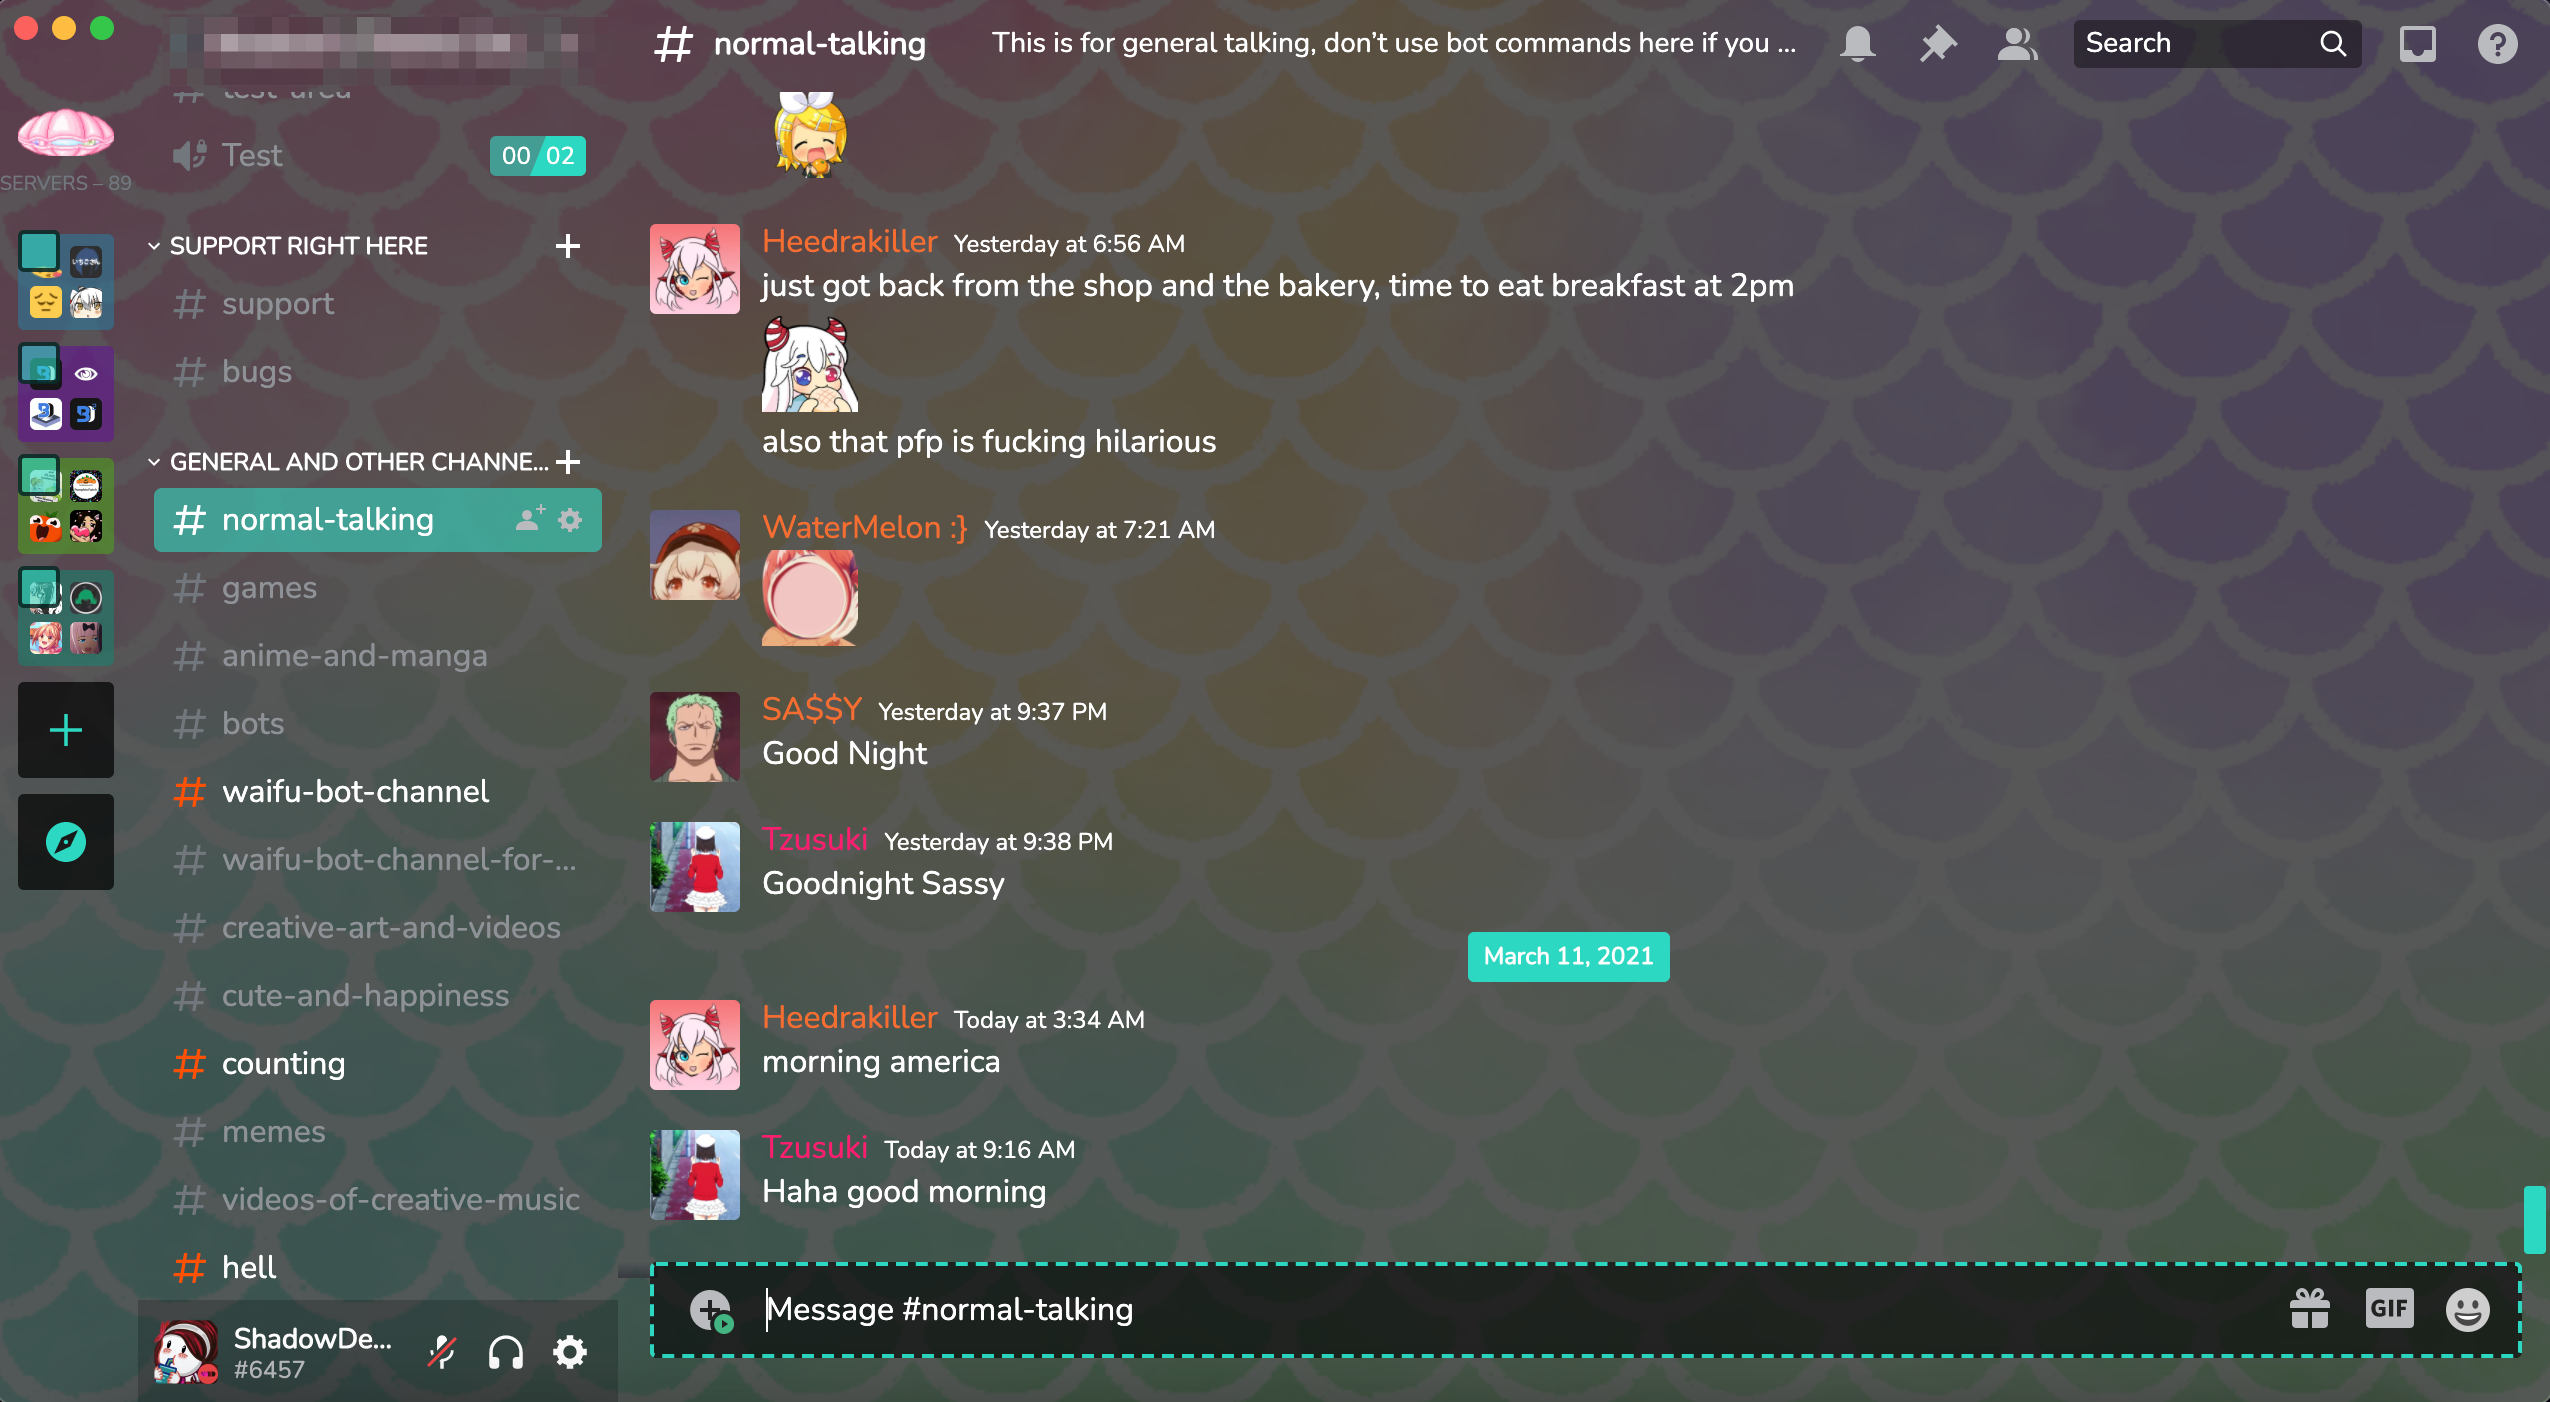 # normal-talking
This is for general talking, don't use bot commands here if you ...
Search
test-area
Test
00 / 02
SERVERS – 89
SUPPORT RIGHT HERE
support
bugs
GENERAL AND OTHER CHANNE...
normal-talking
games
anime-and-manga
bots
waifu-bot-channel
waifu-bot-channel-for-...
creative-art-and-videos
cute-and-happiness
counting
memes
videos-of-creative-music
hell
ShadowDe...
#6457
Heedrakiller Yesterday at 6:56 AM
just got back from the shop and the bakery, time to eat breakfast at 2pm
also that pfp is fucking hilarious
WaterMelon :} Yesterday at 7:21 AM
SA$$Y Yesterday at 9:37 PM
Good Night
Tzusuki Yesterday at 9:38 PM
Goodnight Sassy
March 11, 2021
Heedrakiller Today at 3:34 AM
morning america
Tzusuki Today at 9:16 AM
Haha good morning
Message #normal-talking
GIF